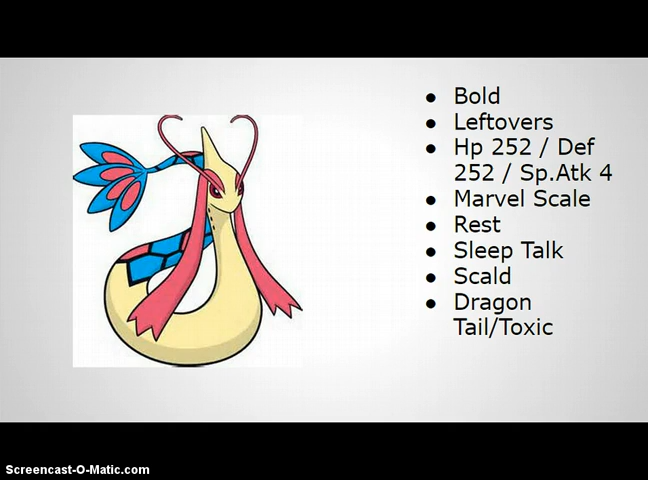 ● Bold
● Leftovers
● Hp 252 / Def
252 / Sp.Atk 4
● Marvel Scale
● Rest
● Sleep Talk
● Scald
● Dragon
Tail/Toxic
Screencast-O-Matic.com